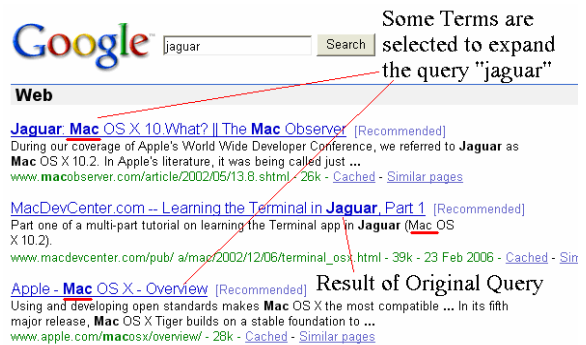 Some Terms are
Google jaguar Search selected to expand
the query "jaguar"
Web
Jaguar: Mac OS X 10.What? || The Mac Observer [Recommended]
During our coverage of Apple's World Wide Developer Conference, we referred to Jaguar as
Mac OS X 10.2. In Apple's literature, it was being called just ...
www.macobserver.com/article/2002/05/13.8.shtml - 26k - Cached - Similar pages
MacDevCenter.com -- Learning the Terminal in Jaguar, Part 1 [Recommended]
Part one of a multi-part tutorial on learning the Terminal app in Jaguar (Mac OS
X 10.2).
www.macdevcenter.com/pub/ a/mac/2002/12/06/terminal_osx.html - 39k - 23 Feb 2006 - Cached - Sim
Result of Original Query
Apple - Mac OS X - Overview [Recommended]
Using and developing open standards makes Mac OS X the most compatible ... In its fifth
major release, Mac OS X Tiger builds on a stable foundation to ...
www.apple.com/macosx/overview/ - 28k - Cached - Similar pages